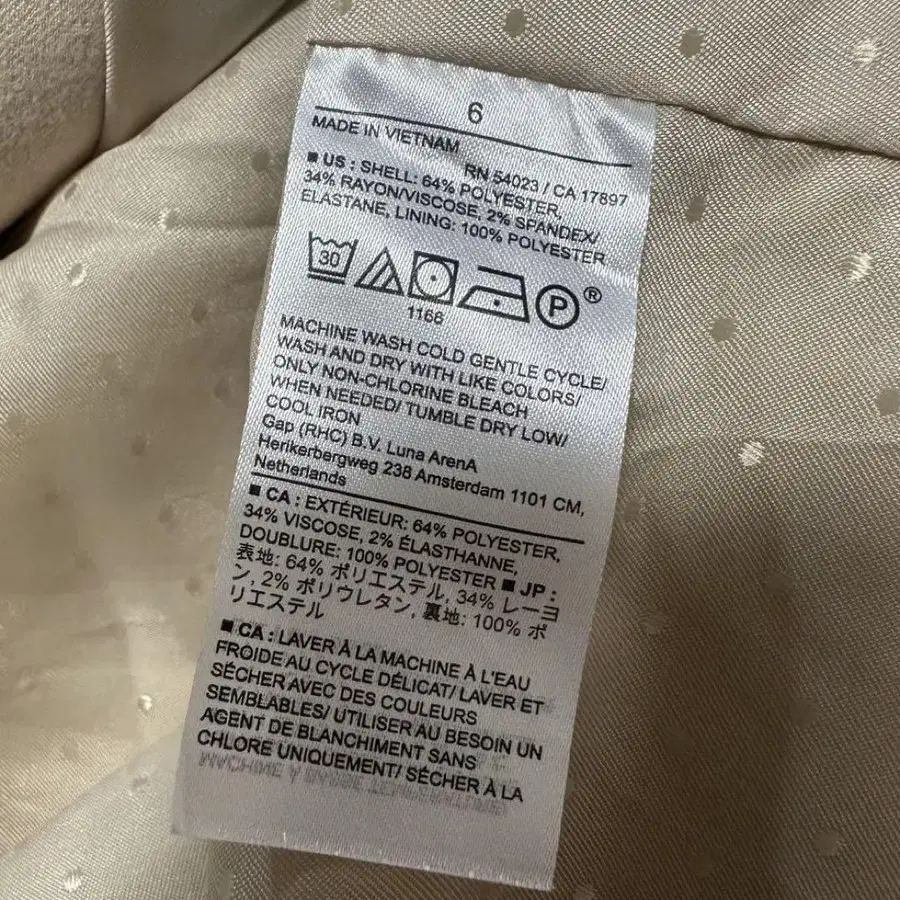 6
MADE IN VIETNAM
RN 54023 / CA 17897
■ US : SHELL: 64% POLYESTER,
34% RAYON/VISCOSE, 2% SPANDEX/
ELASTANE, LINING: 100% POLYESTER
30
P ®
1166
MACHINE WASH COLD GENTLE CYCLE/
WASH AND DRY WITH LIKE COLORS/
ONLY NON-CHLORINE BLEACH
WHEN NEEDED/ TUMBLE DRY LOW/
COOL IRON
Gap (RHC) B.V. Luna ArenA
Herikerbergweg 238 Amsterdam 1101 CM,
Netherlands
■ CA : EXTÉRIEUR: 64% POLYESTER,
34% VISCOSE, 2% ÉLASTHANNE,
DOUBLURE: 100% POLYESTER ■ JP :
表地: 64% ポリエステル, 34% レーヨ
ン, 2% ポリウレタン, 裏地: 100% ポ
リエステル
■ CA : LAVER À LA MACHINE À L'EAU
FROIDE AU CYCLE DÉLICAT/ LAVER ET
SÉCHER AVEC DES COULEURS
SEMBLABLES/ UTILISER AU BESOIN UN
AGENT DE BLANCHIMENT SANS
CHLORE UNIQUEMENT/ SÉCHER À LA